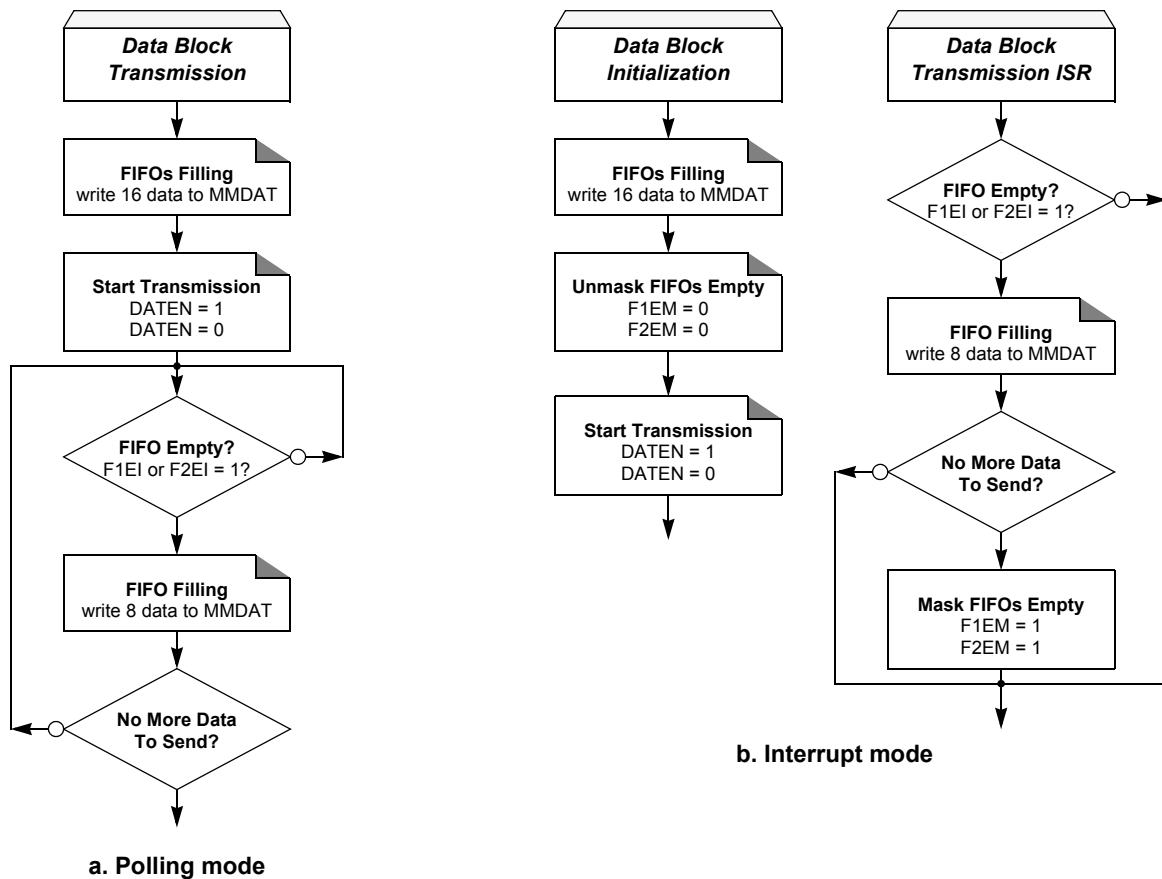 Data Block
Transmission
FIFOs Filling
write 16 data to MMDAT
Start Transmission
DATEN = 1
DATEN = 0
FIFO Empty?
F1EI or F2EI = 1?
FIFO Filling
write 8 data to MMDAT
No More Data
To Send?
a. Polling mode
Data Block
Initialization
FIFOs Filling
write 16 data to MMDAT
Unmask FIFOs Empty
F1EM = 0
F2EM = 0
Start Transmission
DATEN = 1
DATEN = 0
Data Block
Transmission ISR
FIFO Empty?
F1EI or F2EI = 1?
FIFO Filling
write 8 data to MMDAT
No More Data
To Send?
Mask FIFOs Empty
F1EM = 1
F2EM = 1
b. Interrupt mode